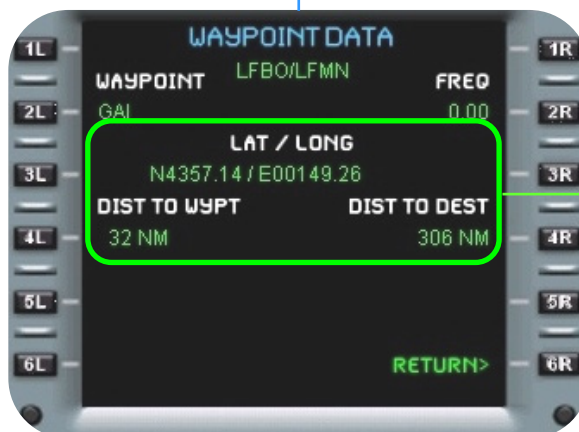 WAYPOINT DATA
1L 1R
LFBO/LFMN
WAYPOINT FREQ
2L GAI 0.00 2R
LAT / LONG
3L N4357.14 / E00149.26 3R
DIST TO WYPT DIST TO DEST
4L 32 NM 306 NM 4R
5L 5R
6L RETURN> 6R